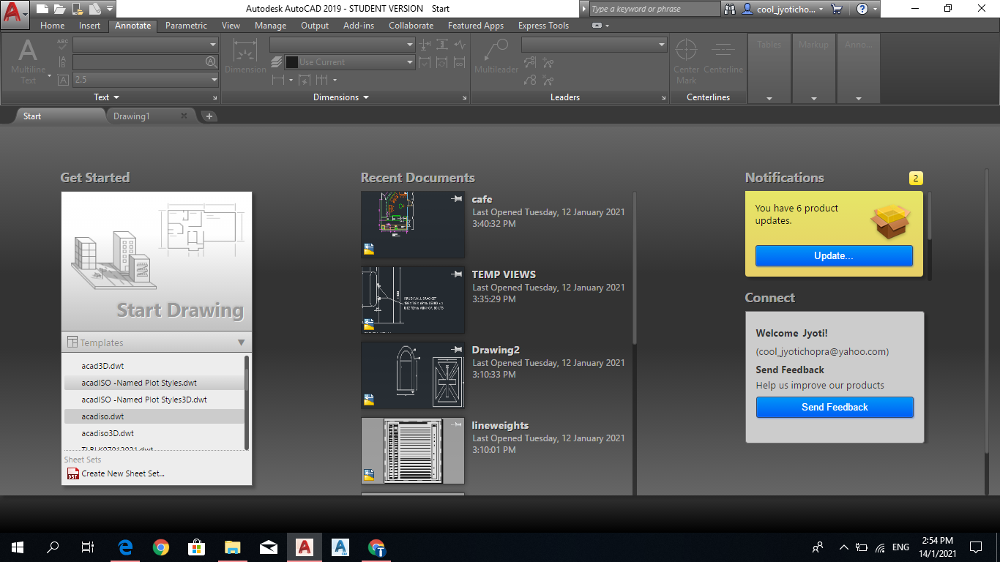 Autodesk AutoCAD 2019 - STUDENT VERSION Start
Type a keyword or phrase
cool_jyoticho...
Home Insert Annotate Parametric View Manage Output Add-ins Collaborate Featured Apps Express Tools
Multiline Text
ABC
2.5
Text
Dimension
Use Current
Dimensions
Multileader
Leaders
Center Mark
Centerline
Centerlines
Tables
Markup
Anno...
Start
Drawing1
Get Started
Start Drawing
Templates
acad3D.dwt
acadISO -Named Plot Styles.dwt
acadISO -Named Plot Styles3D.dwt
acadiso.dwt
acadiso3D.dwt
Sheet Sets
DST
Create New Sheet Set...
Recent Documents
cafe
Last Opened Tuesday, 12 January 2021
3:40:32 PM
TEMP VIEWS
Last Opened Tuesday, 12 January 2021
3:35:29 PM
Drawing2
Last Opened Tuesday, 12 January 2021
3:10:33 PM
lineweights
Last Opened Tuesday, 12 January 2021
3:10:01 PM
Notifications
2
You have 6 product
updates.
Update...
Connect
Welcome Jyoti!
(cool_jyotichopra@yahoo.com)
Send Feedback
Help us improve our products
Send Feedback
ENG
2:54 PM
14/1/2021